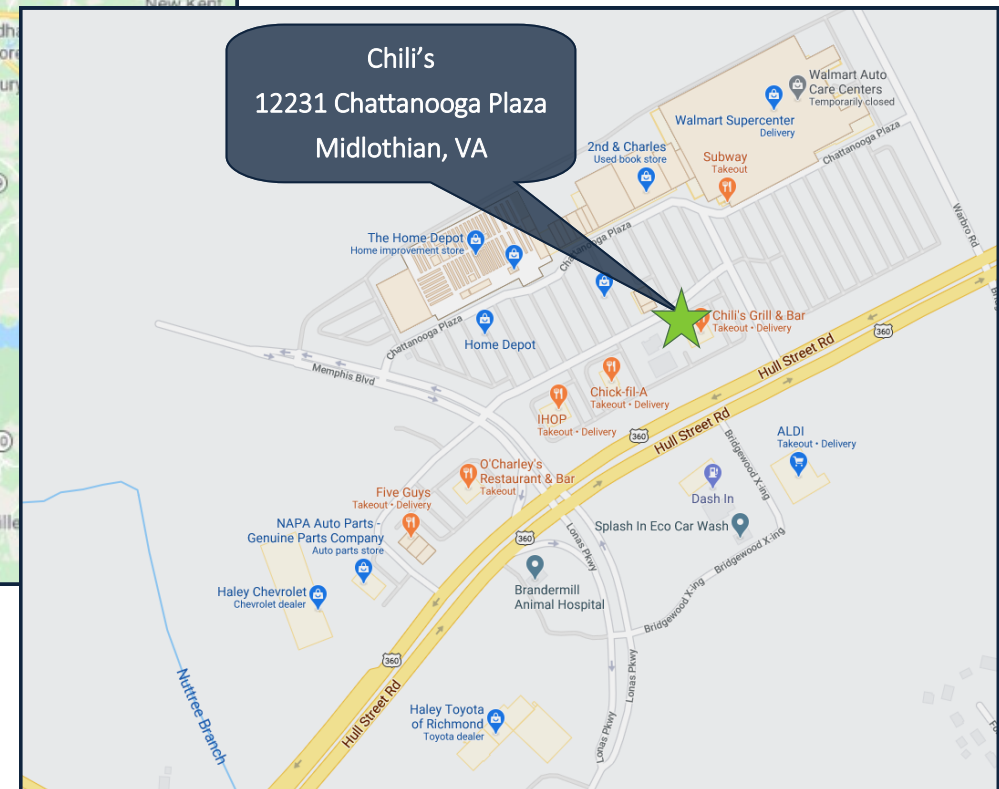 New Kent
Chili's
12231 Chattanooga Plaza
Midlothian, VA
Walmart Auto
Care Centers
Temporarily closed
Walmart Supercenter
Delivery
Chattanooga Plaza
2nd & Charles
Used book store
Subway
Takeout
Warbro Rd
The Home Depot
Home improvement store
Chattanooga Plaza
Chattanooga Plaza
Home Depot
Chili's Grill & Bar
Takeout • Delivery
Hull Street Rd
360
Memphis Blvd
Chick-fil-A
Takeout • Delivery
IHOP
Takeout • Delivery
360
Hull Street Rd
Bridgewood X-ing
ALDI
Takeout • Delivery
O'Charley's
Restaurant & Bar
Takeout
Dash In
Five Guys
Takeout • Delivery
NAPA Auto Parts -
Genuine Parts Company
Auto parts store
Splash In Eco Car Wash
360
Lonas Pkwy
Bridgewood X-ing
Haley Chevrolet
Chevrolet dealer
Brandermill
Animal Hospital
Bridgewood X-ing
360
Lonas Pkwy
Nuttree Branch
Hull Street Rd
Haley Toyota
of Richmond
Toyota dealer
Lonas Pkwy